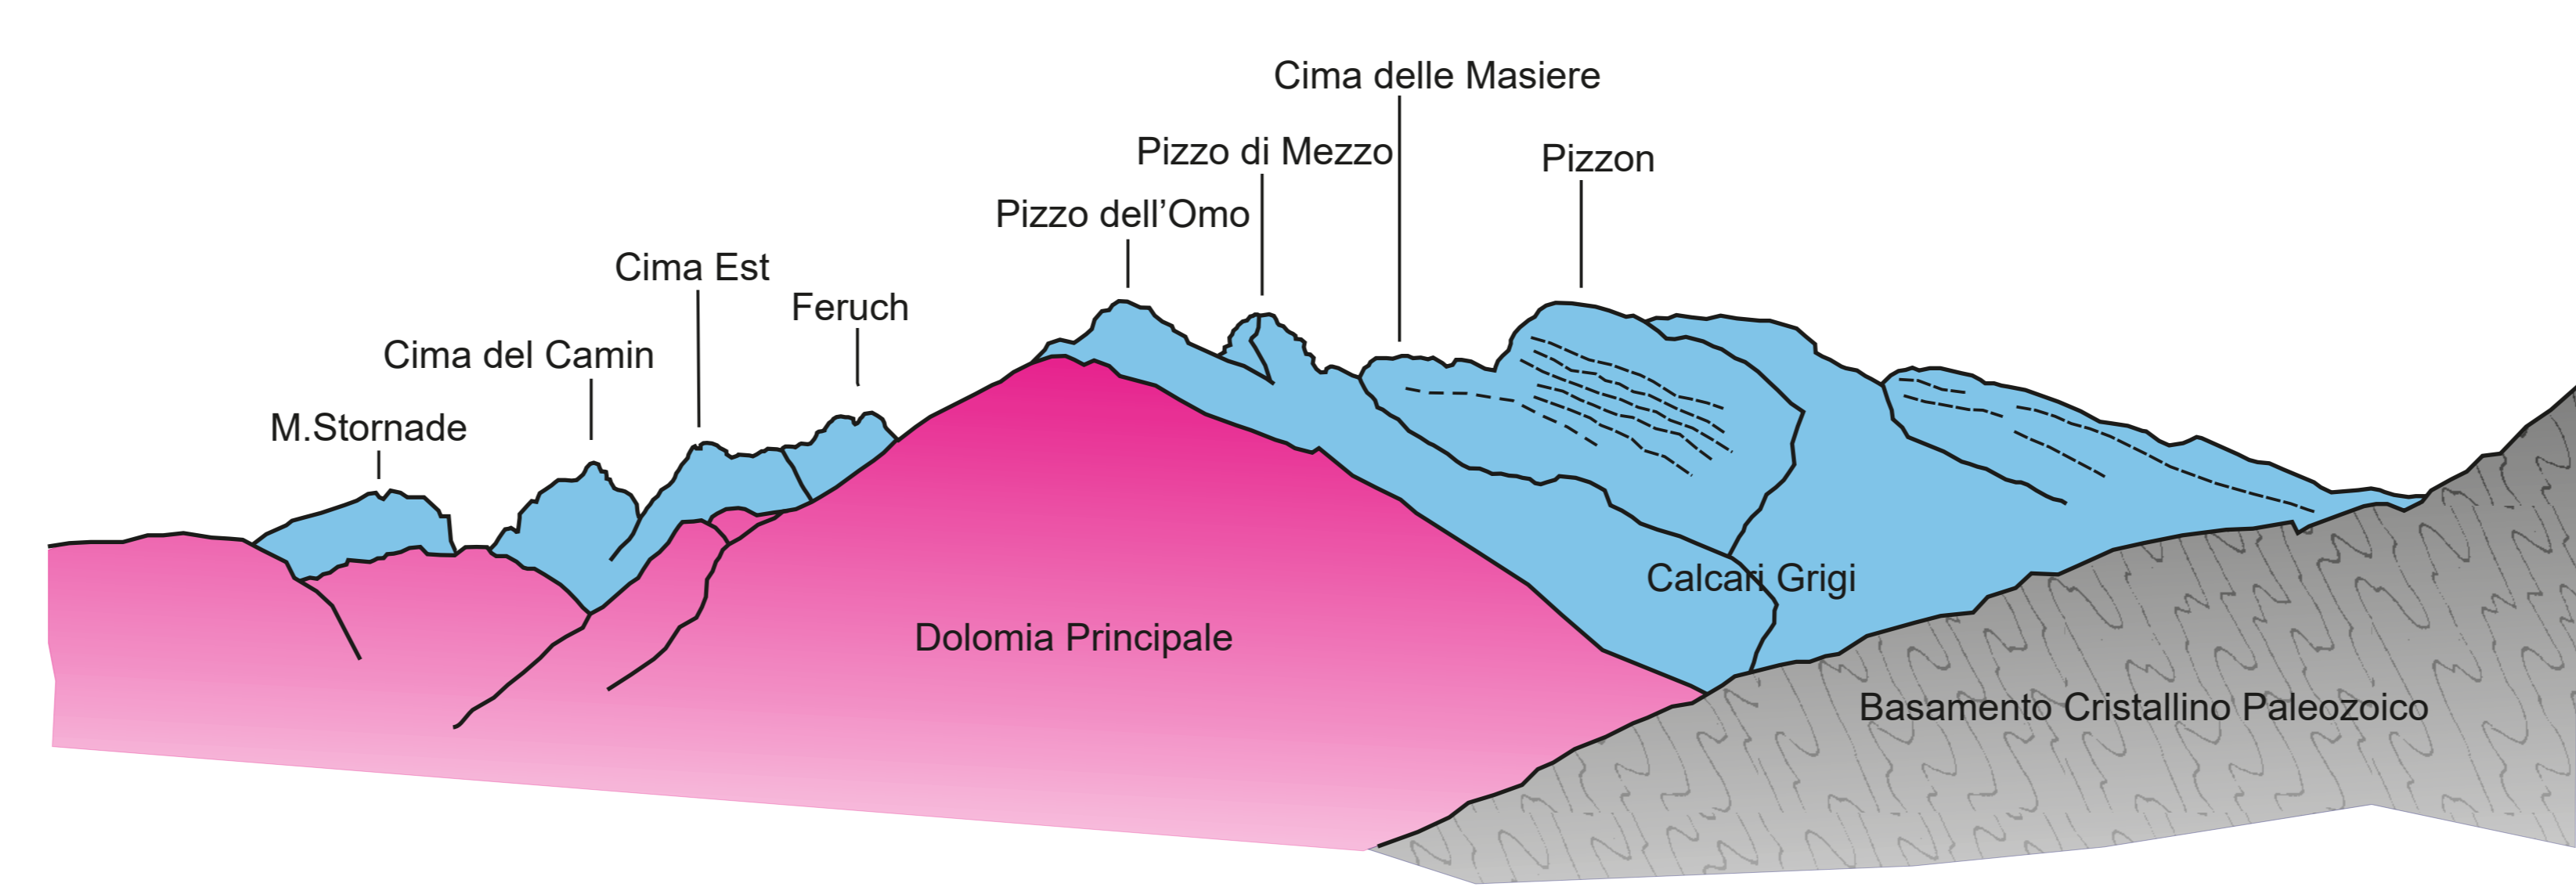 Cima delle Masiere
Pizzo di Mezzo
Pizzon
Pizzo dell’Omo
Cima Est
Feruch
Cima del Camin
M.Stornade
Calcari Grigi
Dolomia Principale
Basamento Cristallino Paleozoico